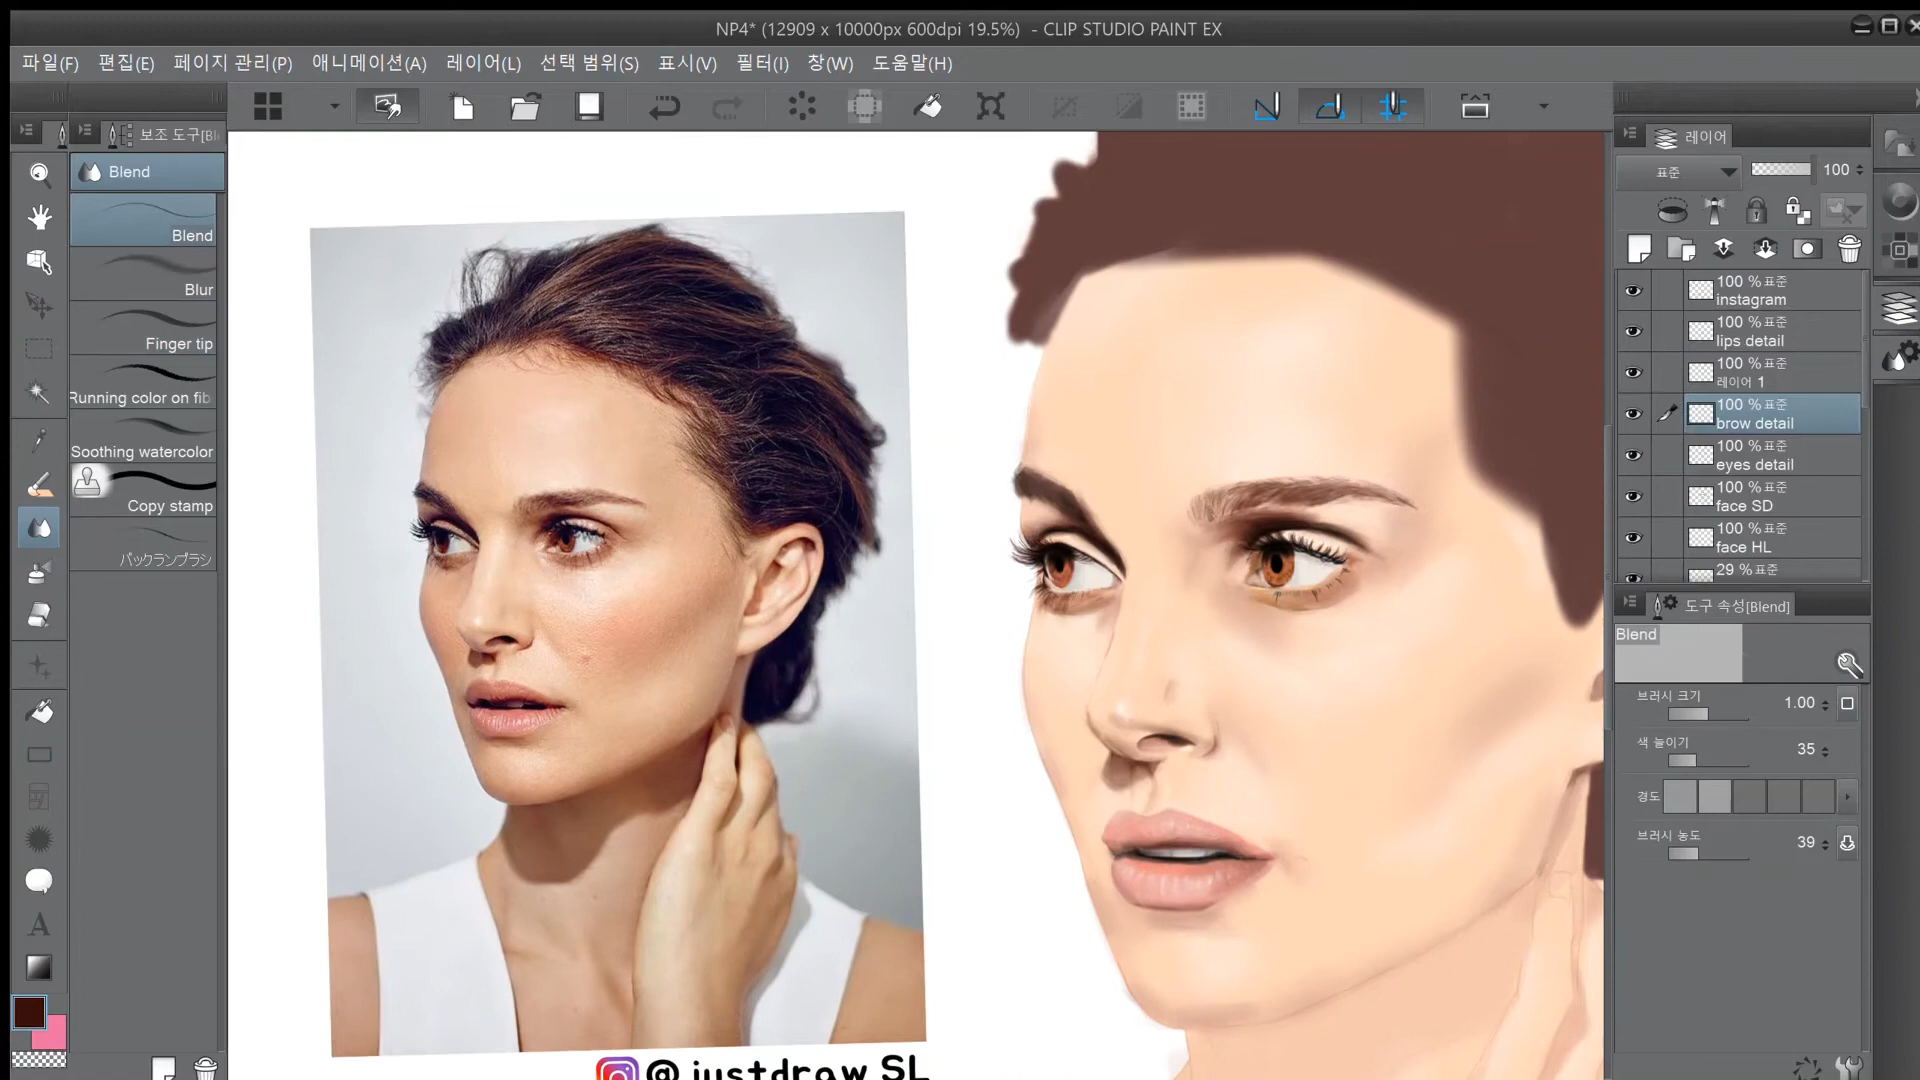 NP4* (12909 x 10000px 600dpi 19.5%) - CLIP STUDIO PAINT EX
파일(F) 편집(E) 페이지 관리(P) 애니메이션(A) 레이어(L) 선택 범위(S) 표시(V) 필터(I) 창(W) 도움말(H)
보조 도구[Bl
Blend
Blend
Blur
Finger tip
Running color on fib
Soothing watercolor
Copy stamp
バックランブラシ
A
@ justdraw SL
레이어
표준 100
100 %표준
instagram
100 %표준
lips detail
100 %표준
레이어 1
100 %표준
brow detail
100 %표준
eyes detail
100 %표준
face SD
100 %표준
face HL
29 %표준
도구 속성[Blend]
Blend
브러시 크기 1.00
색 늘이기 35
경도
브러시 농도 39